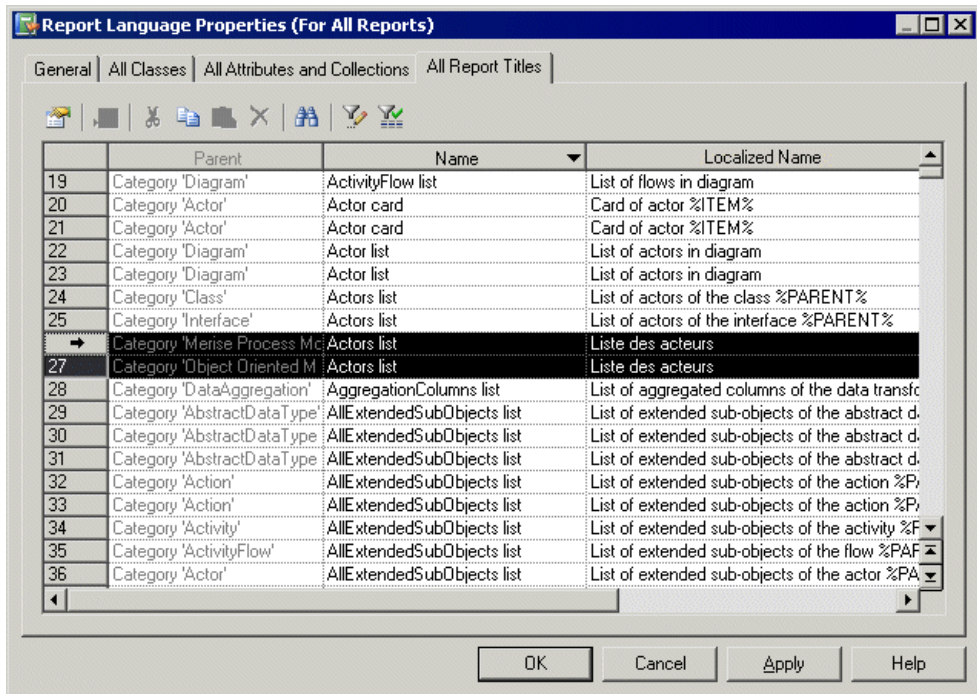 Report Language Properties (For All Reports)
General All Classes All Attributes and Collections All Report Titles
Parent Name Localized Name
19 Category 'Diagram' ActivityFlow list List of flows in diagram
20 Category 'Actor' Actor card Card of actor %ITEM%
21 Category 'Actor' Actor card Card of actor %ITEM%
22 Category 'Diagram' Actor list List of actors in diagram
23 Category 'Diagram' Actor list List of actors in diagram
24 Category 'Class' Actors list List of actors of the class %PARENT%
25 Category 'Interface' Actors list List of actors of the interface %PARENT%
Category 'Merise Process Mo Actors list Liste des acteurs
27 Category 'Object Oriented M Actors list Liste des acteurs
28 Category 'DataAggregation' AggregationColumns list List of aggregated columns of the data transfo
29 Category 'AbstractDataType' AllExtendedSubObjects list List of extended sub-objects of the abstract d
30 Category 'AbstractDataType AllExtendedSubObjects list List of extended sub-objects of the abstract d
31 Category 'AbstractDataType AllExtendedSubObjects list List of extended sub-objects of the abstract d
32 Category 'Action' AllExtendedSubObjects list List of extended sub-objects of the action %P
33 Category 'Action' AllExtendedSubObjects list List of extended sub-objects of the action %P
34 Category 'Activity' AllExtendedSubObjects list List of extended sub-objects of the activity %P
35 Category 'ActivityFlow' AllExtendedSubObjects list List of extended sub-objects of the flow %PAR
36 Category 'Actor' AllExtendedSubObjects list List of extended sub-objects of the actor %PA
OK Cancel Apply Help